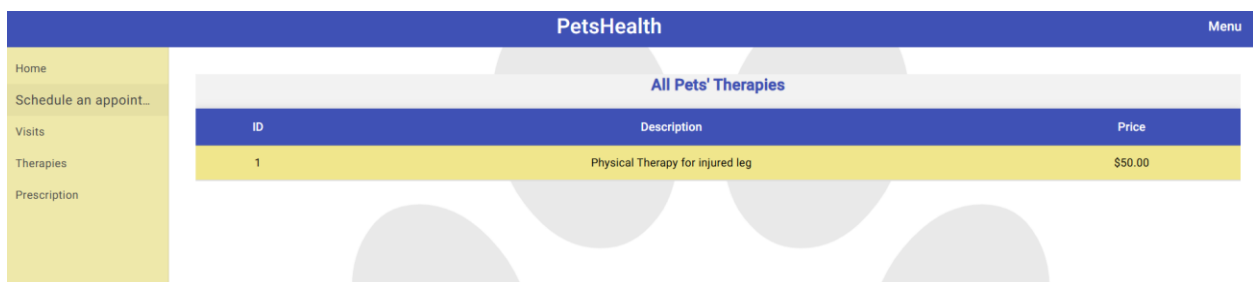 PetsHealth
Menu
Home
Schedule an appoint...
Visits
Therapies
Prescription
All Pets' Therapies
ID Description Price
1 Physical Therapy for injured leg $50.00